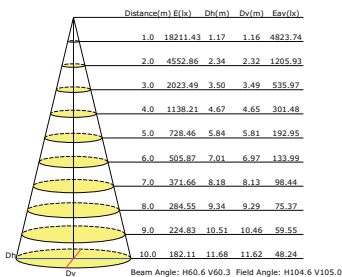 Distance(m) E(lx) Dh(m) Dv(m) Eav(lx)
1.0 18211.43 1.17 1.16 4823.74
2.0 4552.86 2.34 2.32 1205.93
3.0 2023.49 3.50 3.49 535.97
4.0 1138.21 4.67 4.65 301.48
5.0 728.46 5.84 5.81 192.95
6.0 505.87 7.01 6.97 133.99
7.0 371.66 8.18 8.13 98.44
8.0 284.55 9.34 9.29 75.37
9.0 224.83 10.51 10.46 59.55
Dh 10.0 182.11 11.68 11.62 48.24
Dv
Beam Angle: H60.6 V60.3 Field Angle: H104.6 V105.0